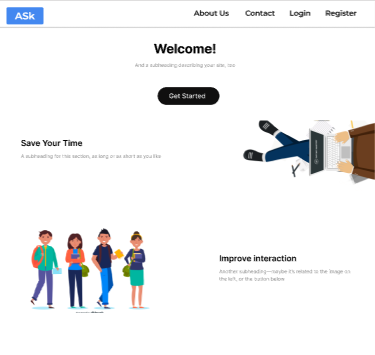 ASk
About Us Contact Login Register
Welcome!
And a subheading describing your site, too
Get Started
Save Your Time
A subheading for this section, as long or as short as you like
Improve interaction
Another subheading—maybe it's related to the image on
the left, or the button below